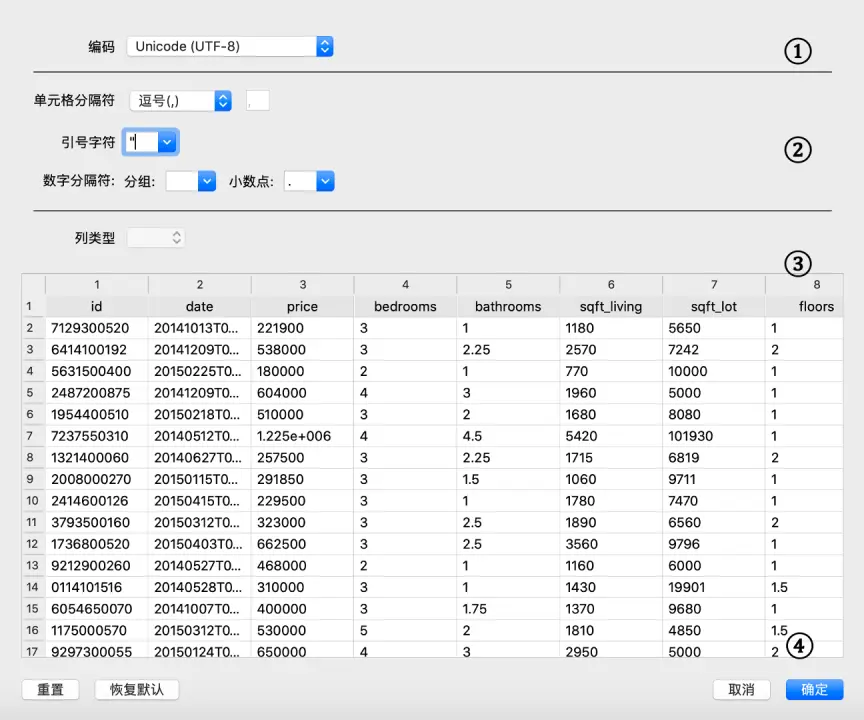 编码 Unicode (UTF-8) ①
单元格分隔符 逗号(,) ,
引号字符 " ②
数字分隔符: 分组: 小数点: .
列类型
③
1 2 3 4 5 6 7 8
1 id date price bedrooms bathrooms sqft_living sqft_lot floors
2 7129300520 20141013T0... 221900 3 1 1180 5650 1
3 6414100192 20141209T0... 538000 3 2.25 2570 7242 2
4 5631500400 20150225T0... 180000 2 1 770 10000 1
5 2487200875 20141209T0... 604000 4 3 1960 5000 1
6 1954400510 20150218T0... 510000 3 2 1680 8080 1
7 7237550310 20140512T0... 1.225e+006 4 4.5 5420 101930 1
8 1321400060 20140627T0... 257500 3 2.25 1715 6819 2
9 2008000270 20150115T0... 291850 3 1.5 1060 9711 1
10 2414600126 20150415T0... 229500 3 1 1780 7470 1
11 3793500160 20150312T0... 323000 3 2.5 1890 6560 2
12 1736800520 20150403T0... 662500 3 2.5 3560 9796 1
13 9212900260 20140527T0... 468000 2 1 1160 6000 1
14 0114101516 20140528T0... 310000 3 1 1430 19901 1.5
15 6054650070 20141007T0... 400000 3 1.75 1370 9680 1
16 1175000570 20150312T0... 530000 5 2 1810 4850 1.5
17 9297300055 20150124T0... 650000 4 3 2950 5000 2
④
重置 恢复默认 取消 确定